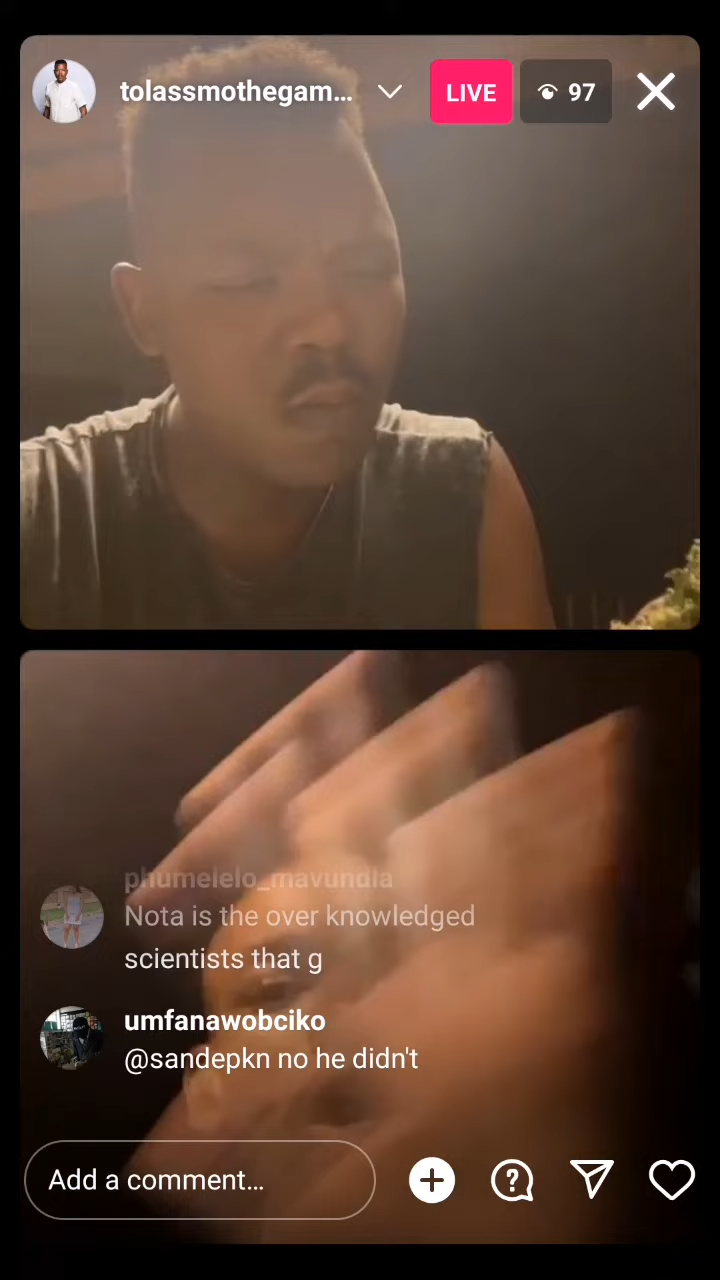 tolassmothegam...
LIVE
97
phumelelo_mavundla
Nota is the over knowledged
scientists that g
umfanawobciko
@sandepkn no he didn't
Add a comment...